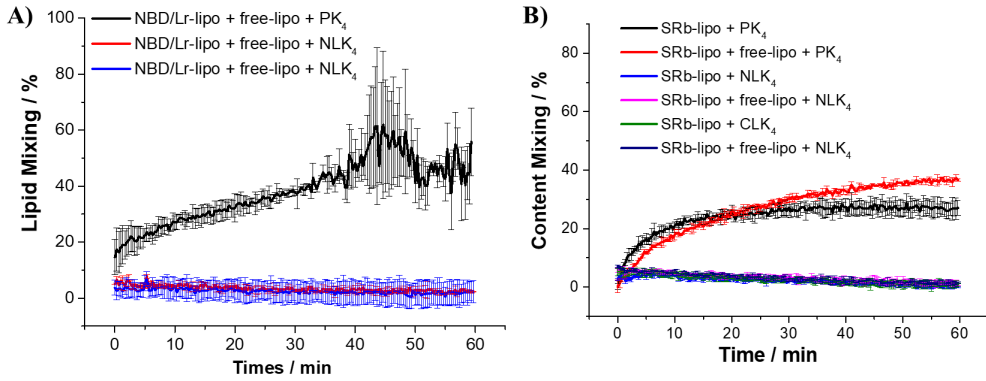 A)
NBD/Lr-lipo + free-lipo + PK₄
NBD/Lr-lipo + free-lipo + NLK₄
NBD/Lr-lipo + free-lipo + NLK₄
Lipid Mixing / %
100
80
60
40
20
0
0 10 20 30 40 50 60
Times / min
B)
SRb-lipo + PK₄
SRb-lipo + free-lipo + PK₄
SRb-lipo + NLK₄
SRb-lipo + free-lipo + NLK₄
SRb-lipo + CLK₄
SRb-lipo + free-lipo + NLK₄
Content Mixing / %
80
60
40
20
0
0 10 20 30 40 50 60
Time / min